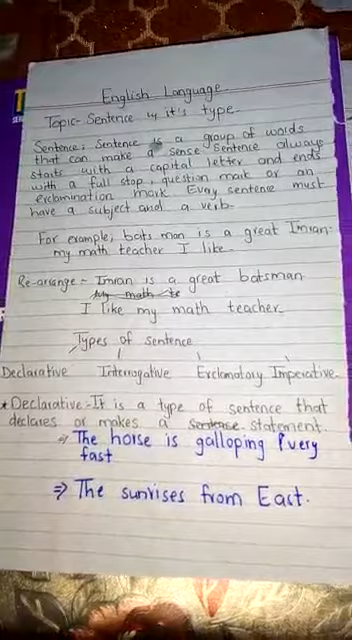 English Language
Topic- Sentence & it's type.
Sentence: Sentence is a group of words
that can make a sense Sentence always
starts with a capital letter and ends
with a full stop, question mark or an
exclamination mark Evay sentence must
have a subject and a verb.
For example, bats man is a great Imran.
my math teacher I like.
Re-arrange:- Imran is a great batsman
I like my math teacher.
Types of sentence
Declarative Interrogative Exclamatory Imperative.
* Declarative:- It is a type of sentence that
declares or makes a sentence statement.
⇒ The horse is galloping very
fast
⇒ The sunrises from East.